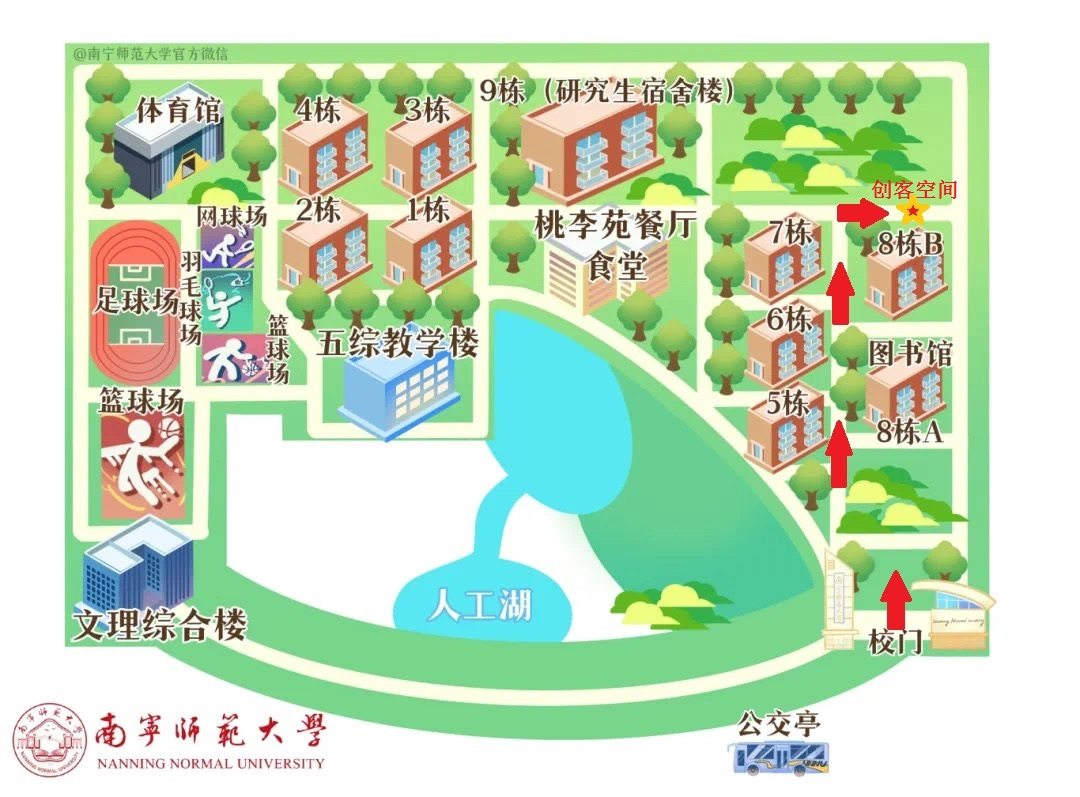 @南宁师范大学官方微信
体育馆
4栋
3栋
9栋（研究生宿舍楼）
创客空间
网球场
2栋
1栋
桃李苑餐厅
食堂
7栋
8栋B
羽毛球场
足球场
6栋
篮球场
五综教学楼
图书馆
篮球场
5栋
8栋A
人工湖
文理综合楼
校门
南宁师范大学
NANNING NORMAL UNIVERSITY
公交亭